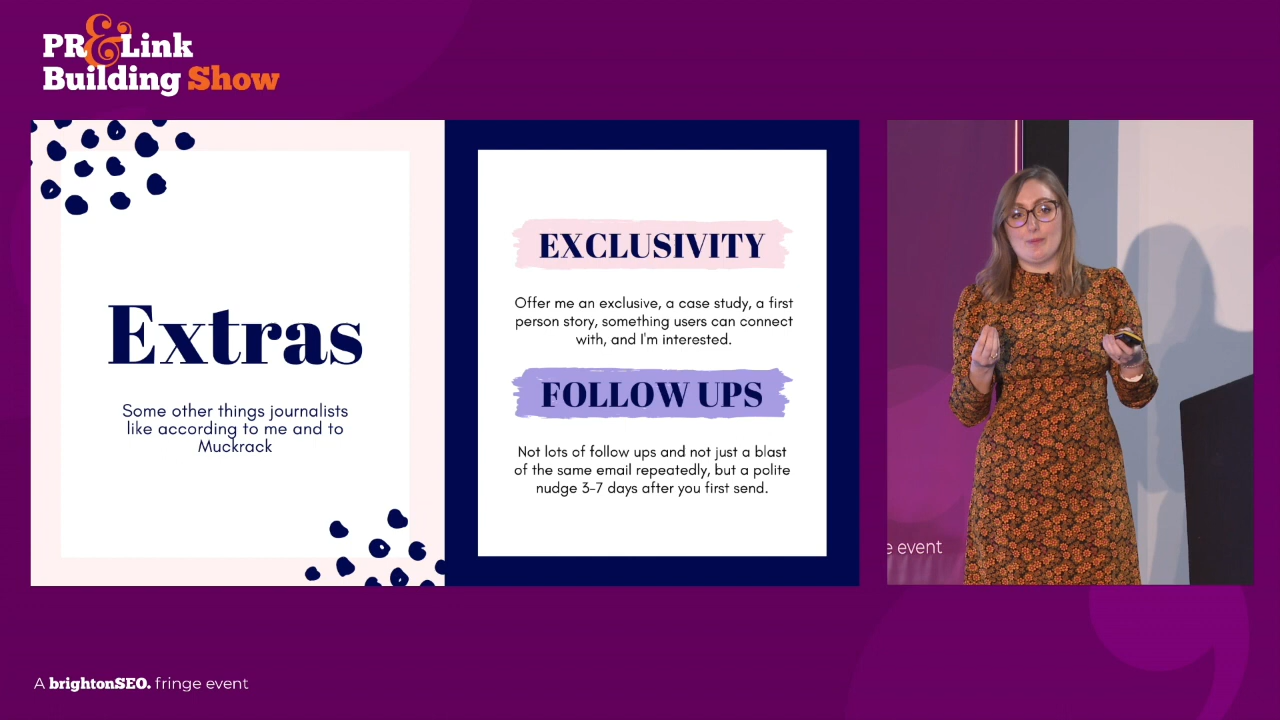 PR & Link
Building Show
Extras
Some other things journalists
like according to me and to
Muckrack
EXCLUSIVITY
Offer me an exclusive, a case study, a first
person story, something users can connect
with, and I'm interested.
FOLLOW UPS
Not lots of follow ups and not just a blast
of the same email repeatedly, but a polite
nudge 3-7 days after you first send.
e event
A brightonSEO. fringe event